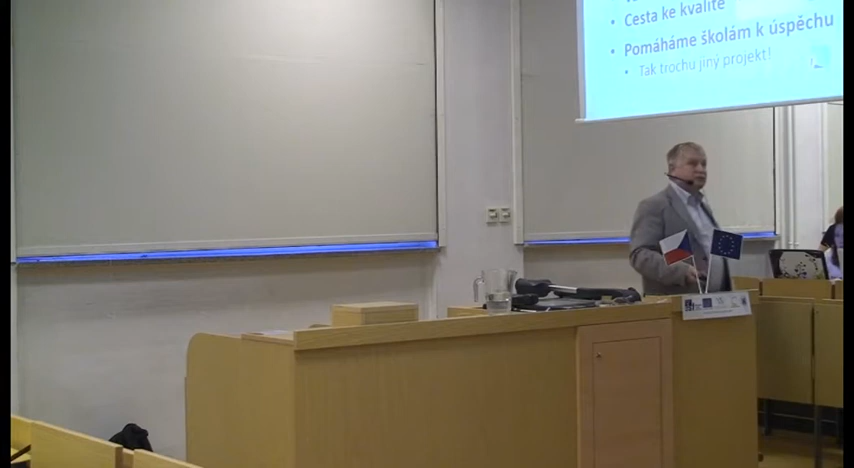 Cesta ke kvalitě
Pomáháme školám k úspěchu
Tak trochu jiný projekt!